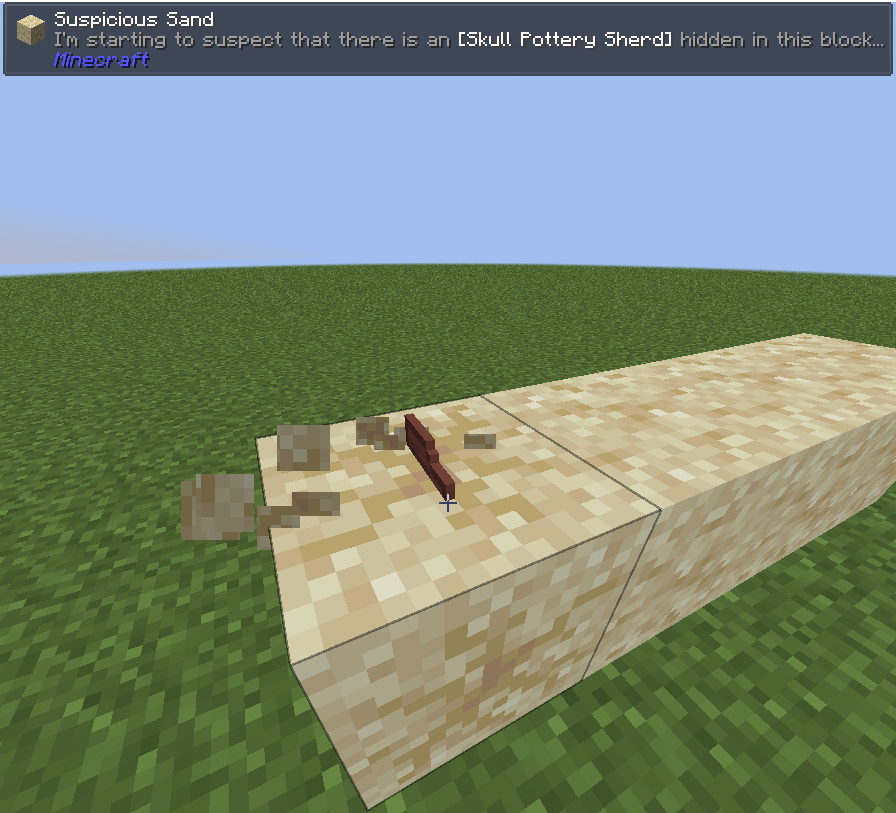 Suspicious Sand
I'm starting to suspect that there is an [Skull Pottery Sherd] hidden in this block...
Minecraft